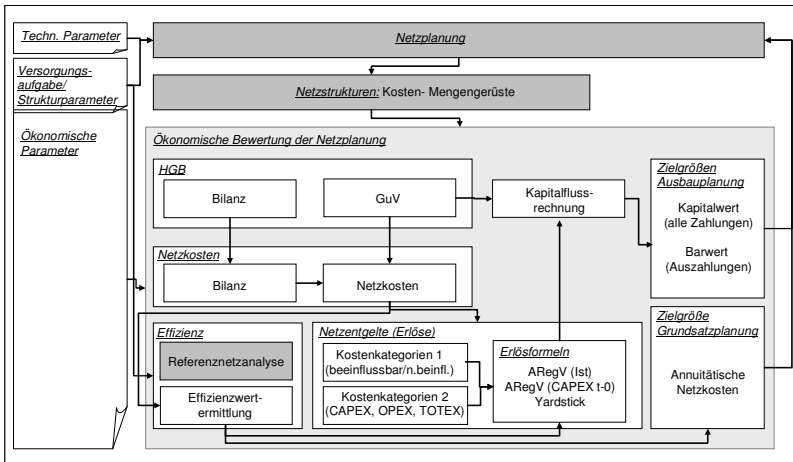 Techn. Parameter
Netzplanung
Versorgungs-
aufgabe/
Strukturparameter
Netzstrukturen: Kosten- Mengengerüste
Ökonomische
Parameter
Ökonomische Bewertung der Netzplanung
HGB
Bilanz
GuV
Kapitalfluss-
rechnung
Zielgrößen
Ausbauplanung
Kapitalwert
(alle Zahlungen)
Barwert
(Auszahlungen)
Netzkosten
Bilanz
Netzkosten
Effizienz
Referenznetzanalyse
Effizienzwert-
ermittlung
Netzentgelte (Erlöse)
Kostenkategorien 1
(beeinflussbar/n.beinfl.)
Kostenkategorien 2
(CAPEX, OPEX, TOTEX)
Erlösformeln
ARegV (Ist)
ARegV (CAPEX t-0)
Yardstick
Zielgröße
Grundsatzplanung
Annuitätische
Netzkosten